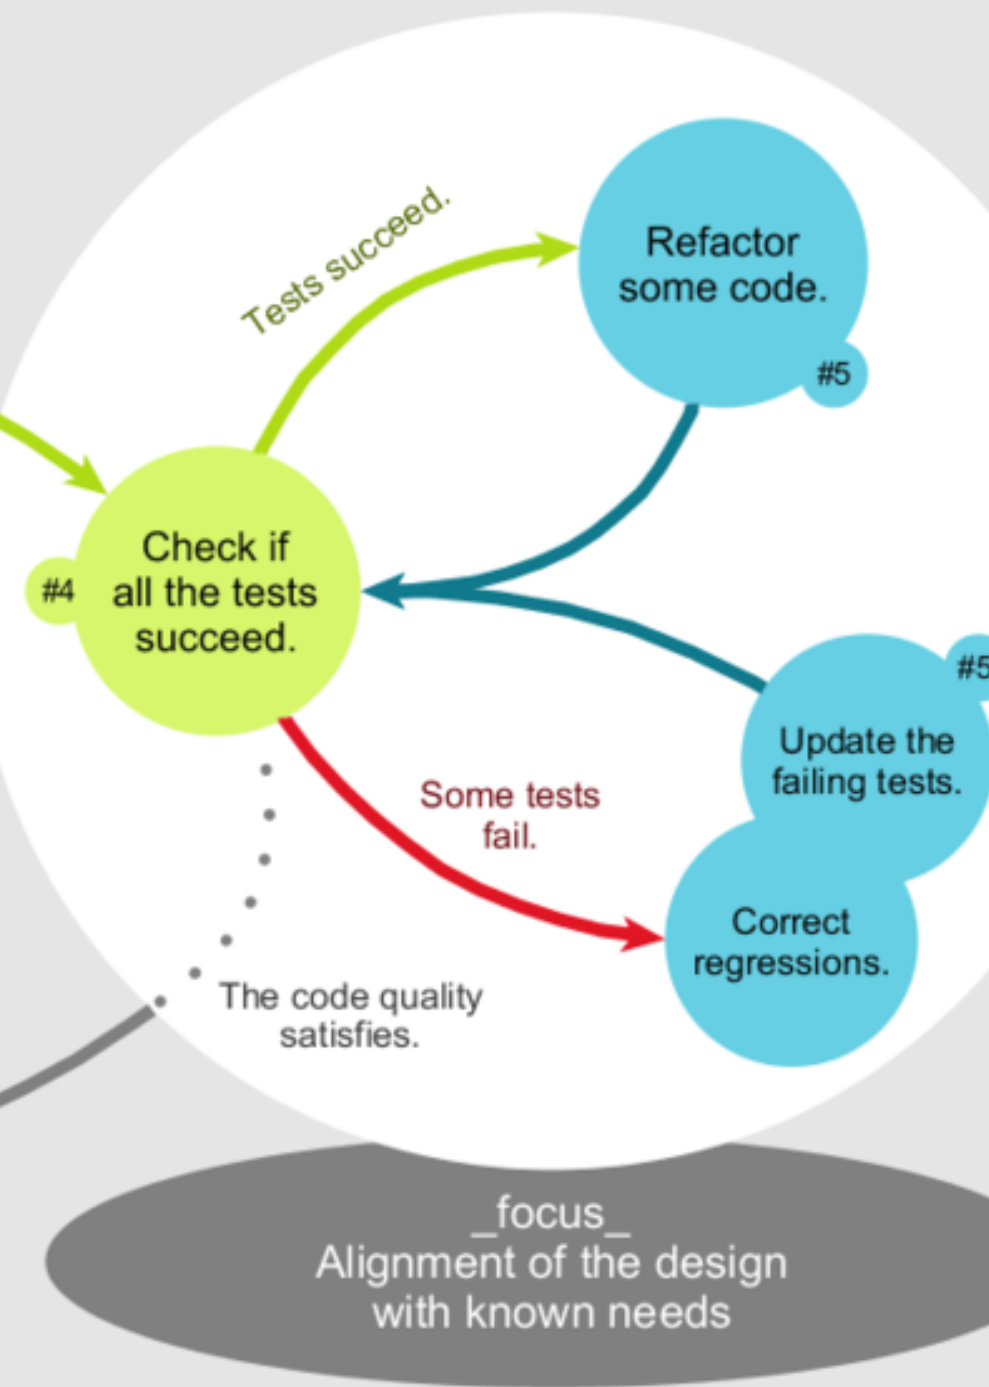 Tests succeed.
Refactor
some code.
#5
Check if
all the tests
succeed.
#4
#5
Update the
failing tests.
Some tests
fail.
Correct
regressions.
The code quality
satisfies.
_focus_
Alignment of the design
with known needs